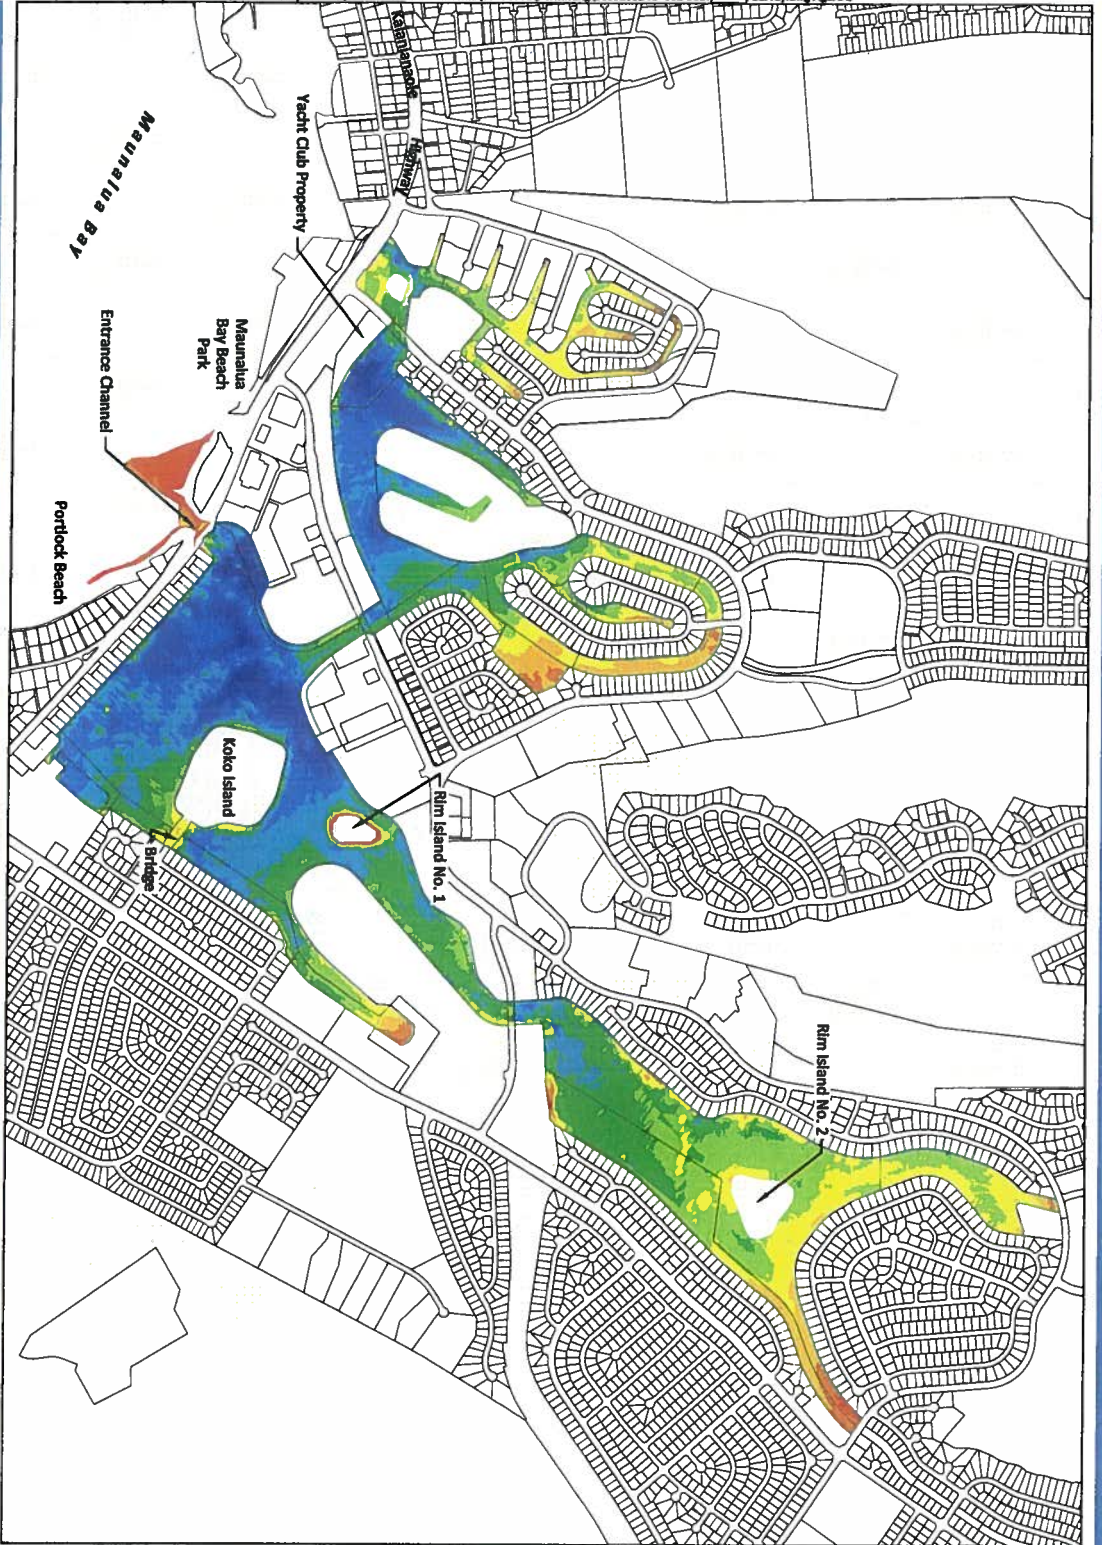 Kalanianaole
Highway
Yacht Club Property
Maunalua Bay
Maunalua
Bay Beach
Park
Entrance Channel
Portlock Beach
Koko Island
Rim Island No. 1
Bridge
Rim Island No. 2